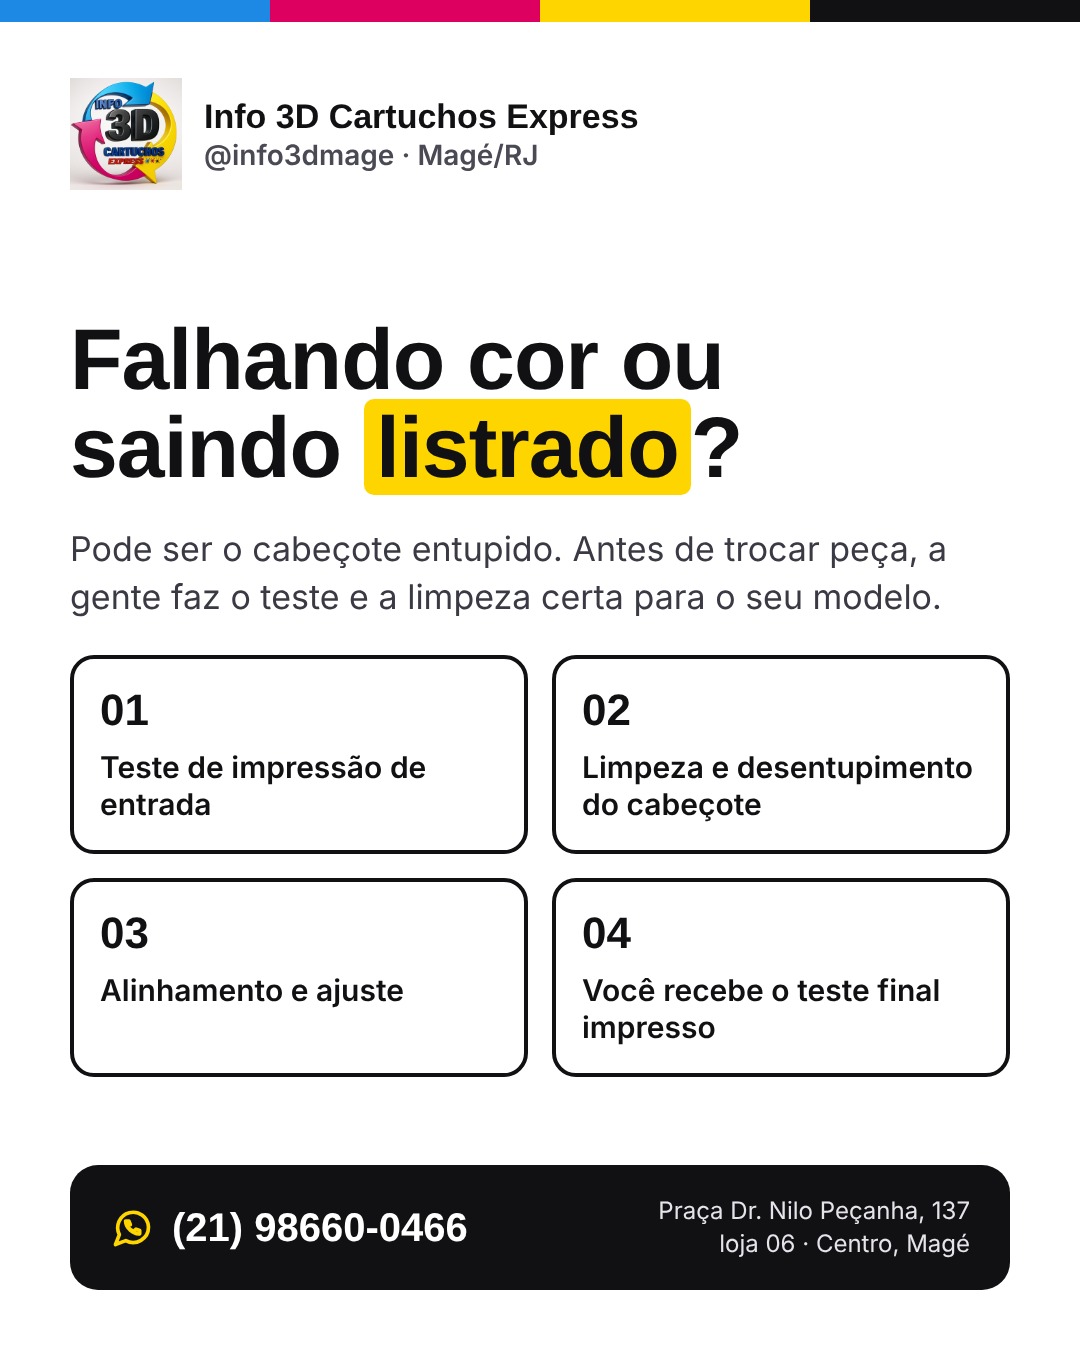 INFO
3D
CARTUCHOS
EXPRESS
Info 3D Cartuchos Express
@info3dmage · Magé/RJ
Falhando cor ou
saindo listrado?
Pode ser o cabeçote entupido. Antes de trocar peça, a
gente faz o teste e a limpeza certa para o seu modelo.
01
Teste de impressão de
entrada
02
Limpeza e desentupimento
do cabeçote
03
Alinhamento e ajuste
04
Você recebe o teste final
impresso
(21) 98660-0466
Praça Dr. Nilo Peçanha, 137
loja 06 · Centro, Magé